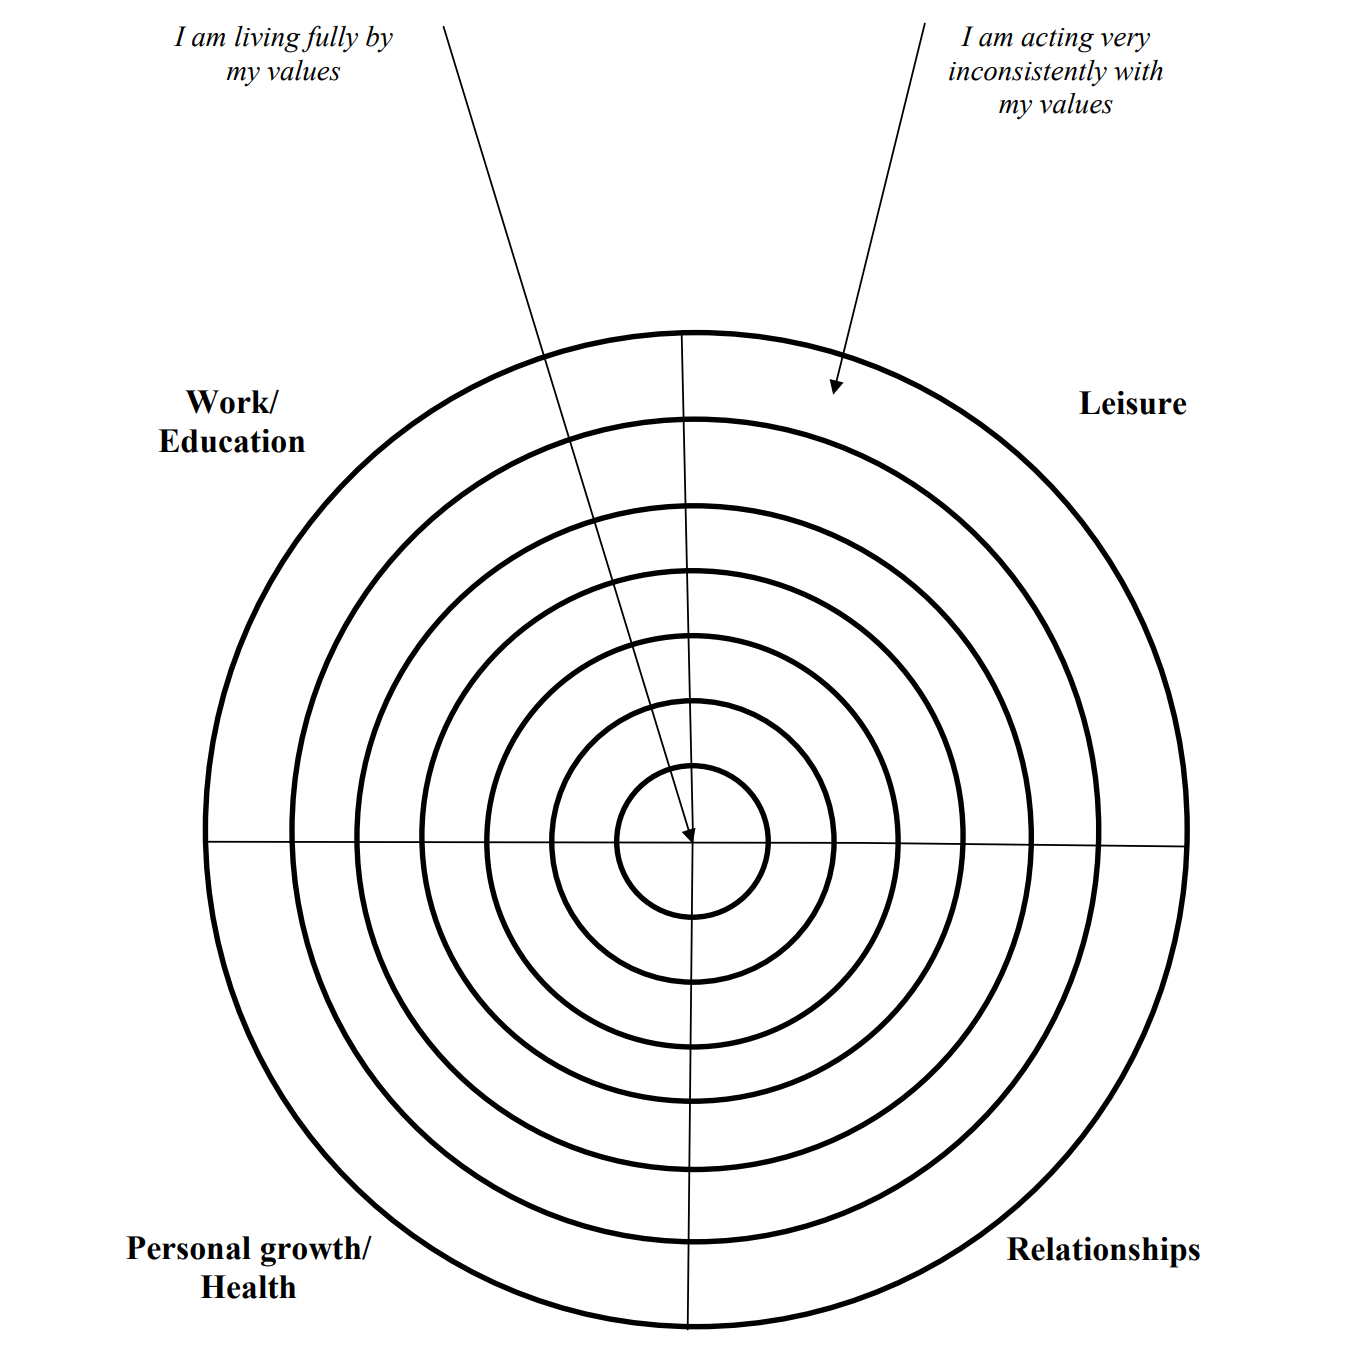 I am living fully by
my values
I am acting very
inconsistently with
my values
Work/
Education
Leisure
Personal growth/
Health
Relationships